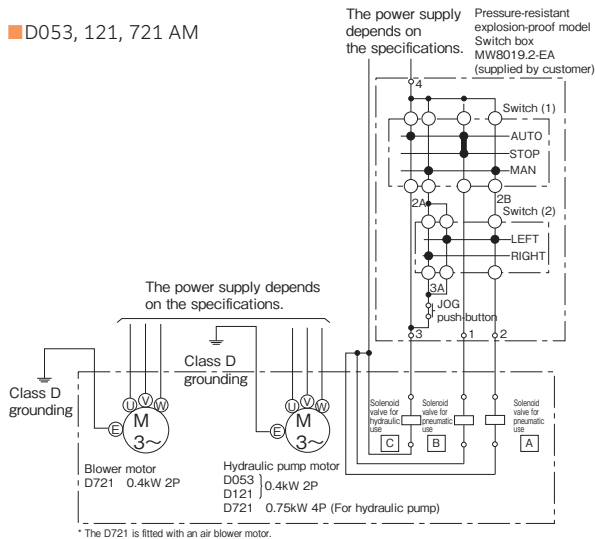 ■D053, 121, 721 AM
The power supply
depends on
the specifications.
Pressure-resistant
explosion-proof model
Switch box
MW8019.2-EA
(supplied by customer)
4
Switch (1)
AUTO
STOP
MAN
2A
2B
Switch (2)
LEFT
RIGHT
3A
JOG
push-button
3
1
2
The power supply depends
on the specifications.
Class D
grounding
Class D
grounding
U V W
E
M
3~
U V W
E
M
3~
Solenoid
valve for
hydraulic
use
C
Solenoid
valve for
pneumatic
use
B
Solenoid
valve for
pneumatic
use
A
Blower motor
D721 0.4kW 2P
Hydraulic pump motor
D053
D121
0.4kW 2P
D721 0.75kW 4P (For hydraulic pump)
* The D721 is fitted with an air blower motor.